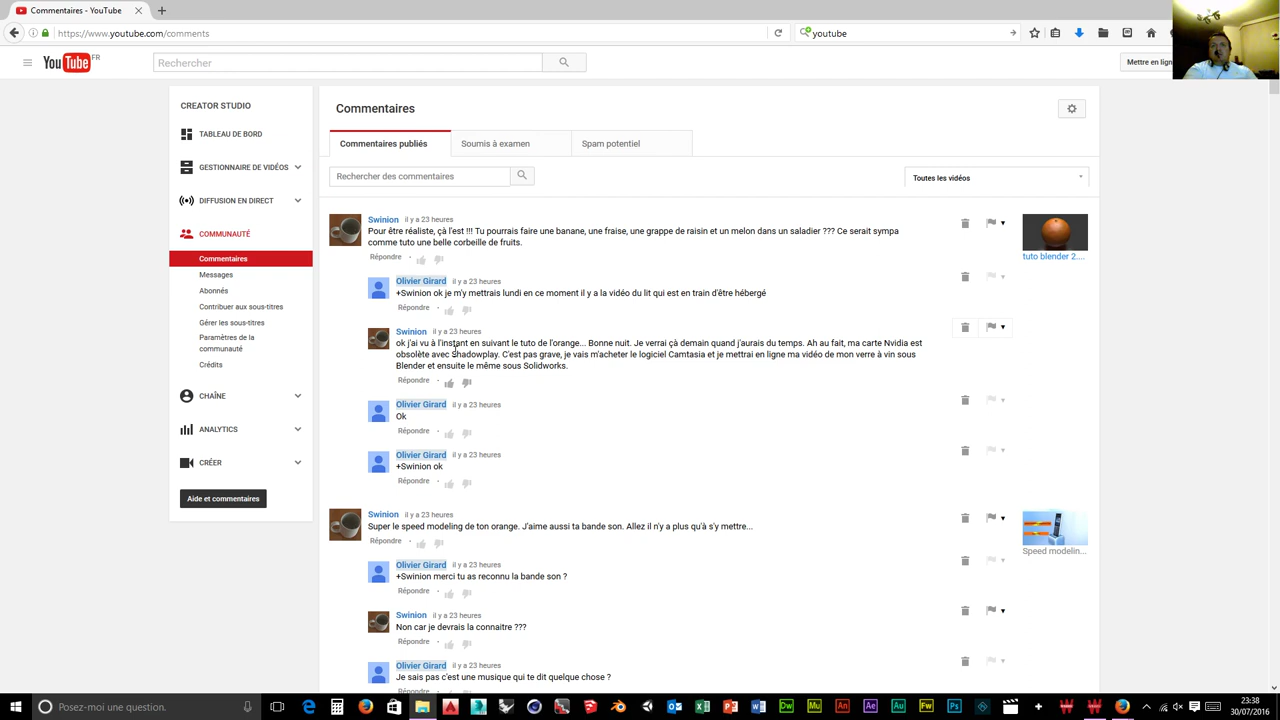 Commentaires - YouTube
https://www.youtube.com/comments
youtube
YouTube FR
Rechercher
Mettre en lign
CREATOR STUDIO
TABLEAU DE BORD
GESTIONNAIRE DE VIDÉOS
DIFFUSION EN DIRECT
COMMUNAUTÉ
Commentaires
Messages
Abonnés
Contribuer aux sous-titres
Gérer les sous-titres
Paramètres de la
communauté
Crédits
CHAÎNE
ANALYTICS
CRÉER
Aide et commentaires
Commentaires
Commentaires publiés
Soumis à examen
Spam potentiel
Rechercher des commentaires
Toutes les vidéos
Swinion il y a 23 heures
Pour être réaliste, çà l'est !!! Tu pourrais faire une banane, une fraise, une grappe de raisin et un melon dans un saladier ??? Ce serait sympa
comme tuto une belle corbeille de fruits.
Répondre •
tuto blender 2....
Olivier Girard il y a 23 heures
+Swinion ok je m'y mettrais lundi en ce moment il y a la vidéo du lit qui est en train d'être hébergé
Répondre •
Swinion il y a 23 heures
ok j'ai vu à l'instant en suivant le tuto de l'orange... Bonne nuit. Je verrai çà demain quand j'aurais du temps. Ah au fait, ma carte Nvidia est
obsolète avec Shadowplay. C'est pas grave, je vais m'acheter le logiciel Camtasia et je mettrai en ligne ma vidéo de mon verre à vin sous
Blender et ensuite le même sous Solidworks.
Répondre •
Olivier Girard il y a 23 heures
Ok
Répondre •
Olivier Girard il y a 23 heures
+Swinion ok
Répondre •
Swinion il y a 23 heures
Super le speed modeling de ton orange. J'aime aussi ta bande son. Allez il n'y a plus qu'à s'y mettre...
Répondre •
Speed modelin...
Olivier Girard il y a 23 heures
+Swinion merci tu as reconnu la bande son ?
Répondre •
Swinion il y a 23 heures
Non car je devrais la connaitre ???
Répondre •
Olivier Girard il y a 23 heures
Je sais pas c'est une musique qui te dit quelque chose ?
Répondre •
Posez-moi une question.
Dw
Mu
An
Ae
Au
Fw
Ps
23:38
30/07/2016